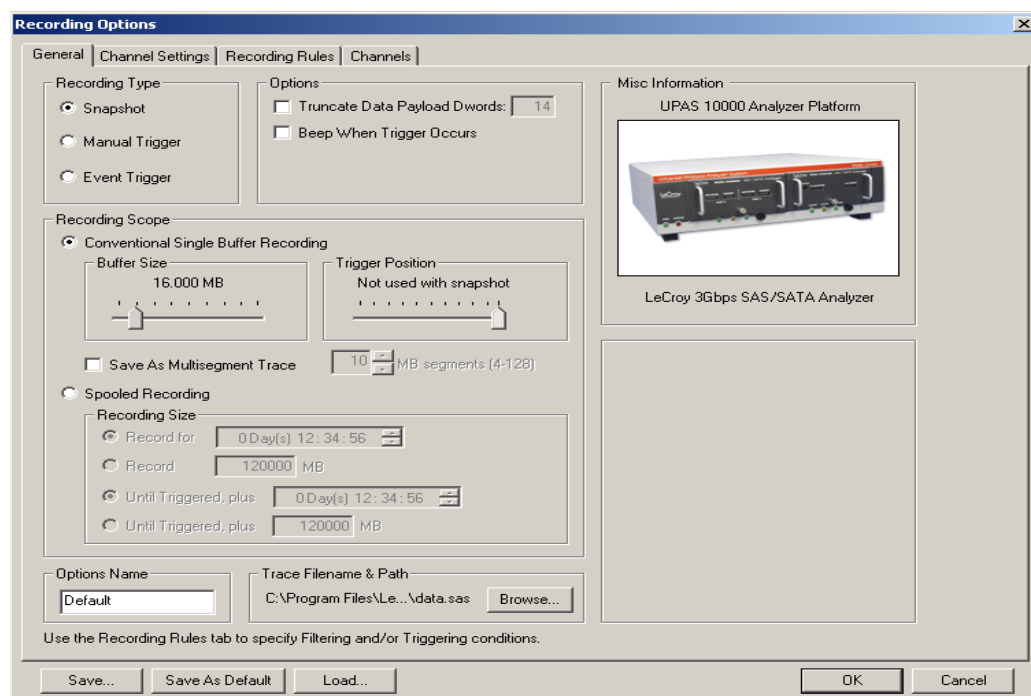 Recording Options
General
Channel Settings
Recording Rules
Channels
Recording Type
Snapshot
Manual Trigger
Event Trigger
Options
Truncate Data Payload Dwords: 14
Beep When Trigger Occurs
Misc Information
UPAS 10000 Analyzer Platform
LeCroy
LeCroy 3Gbps SAS/SATA Analyzer
Recording Scope
Conventional Single Buffer Recording
Buffer Size
16.000 MB
Trigger Position
Not used with snapshot
Save As Multisegment Trace
10 MB segments (4-128)
Spooled Recording
Recording Size
Record for 0 Day(s) 12:34:56
Record 120000 MB
Until Triggered, plus 0 Day(s) 12:34:56
Until Triggered, plus 120000 MB
Options Name
Default
Trace Filename & Path
C:\Program Files\Le...\data.sas
Browse...
Use the Recording Rules tab to specify Filtering and/or Triggering conditions.
Save...
Save As Default
Load...
OK
Cancel